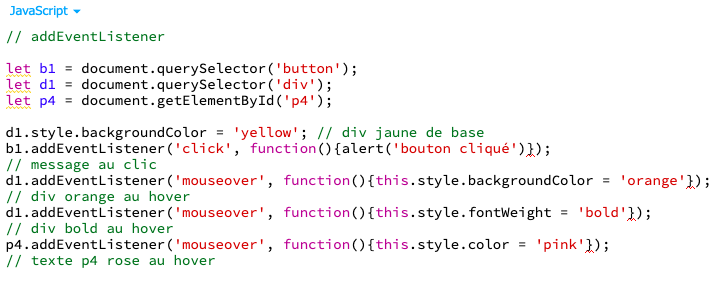 JavaScript
// addEventListener
let b1 = document.querySelector('button');
let d1 = document.querySelector('div');
let p4 = document.getElementById('p4');
d1.style.backgroundColor = 'yellow'; // div jaune de base
b1.addEventListener('click', function(){alert('bouton cliqué')});
// message au clic
d1.addEventListener('mouseover', function(){this.style.backgroundColor = 'orange'});
// div orange au hover
d1.addEventListener('mouseover', function(){this.style.fontWeight = 'bold'});
// div bold au hover
p4.addEventListener('mouseover', function(){this.style.color = 'pink'});
// texte p4 rose au hover